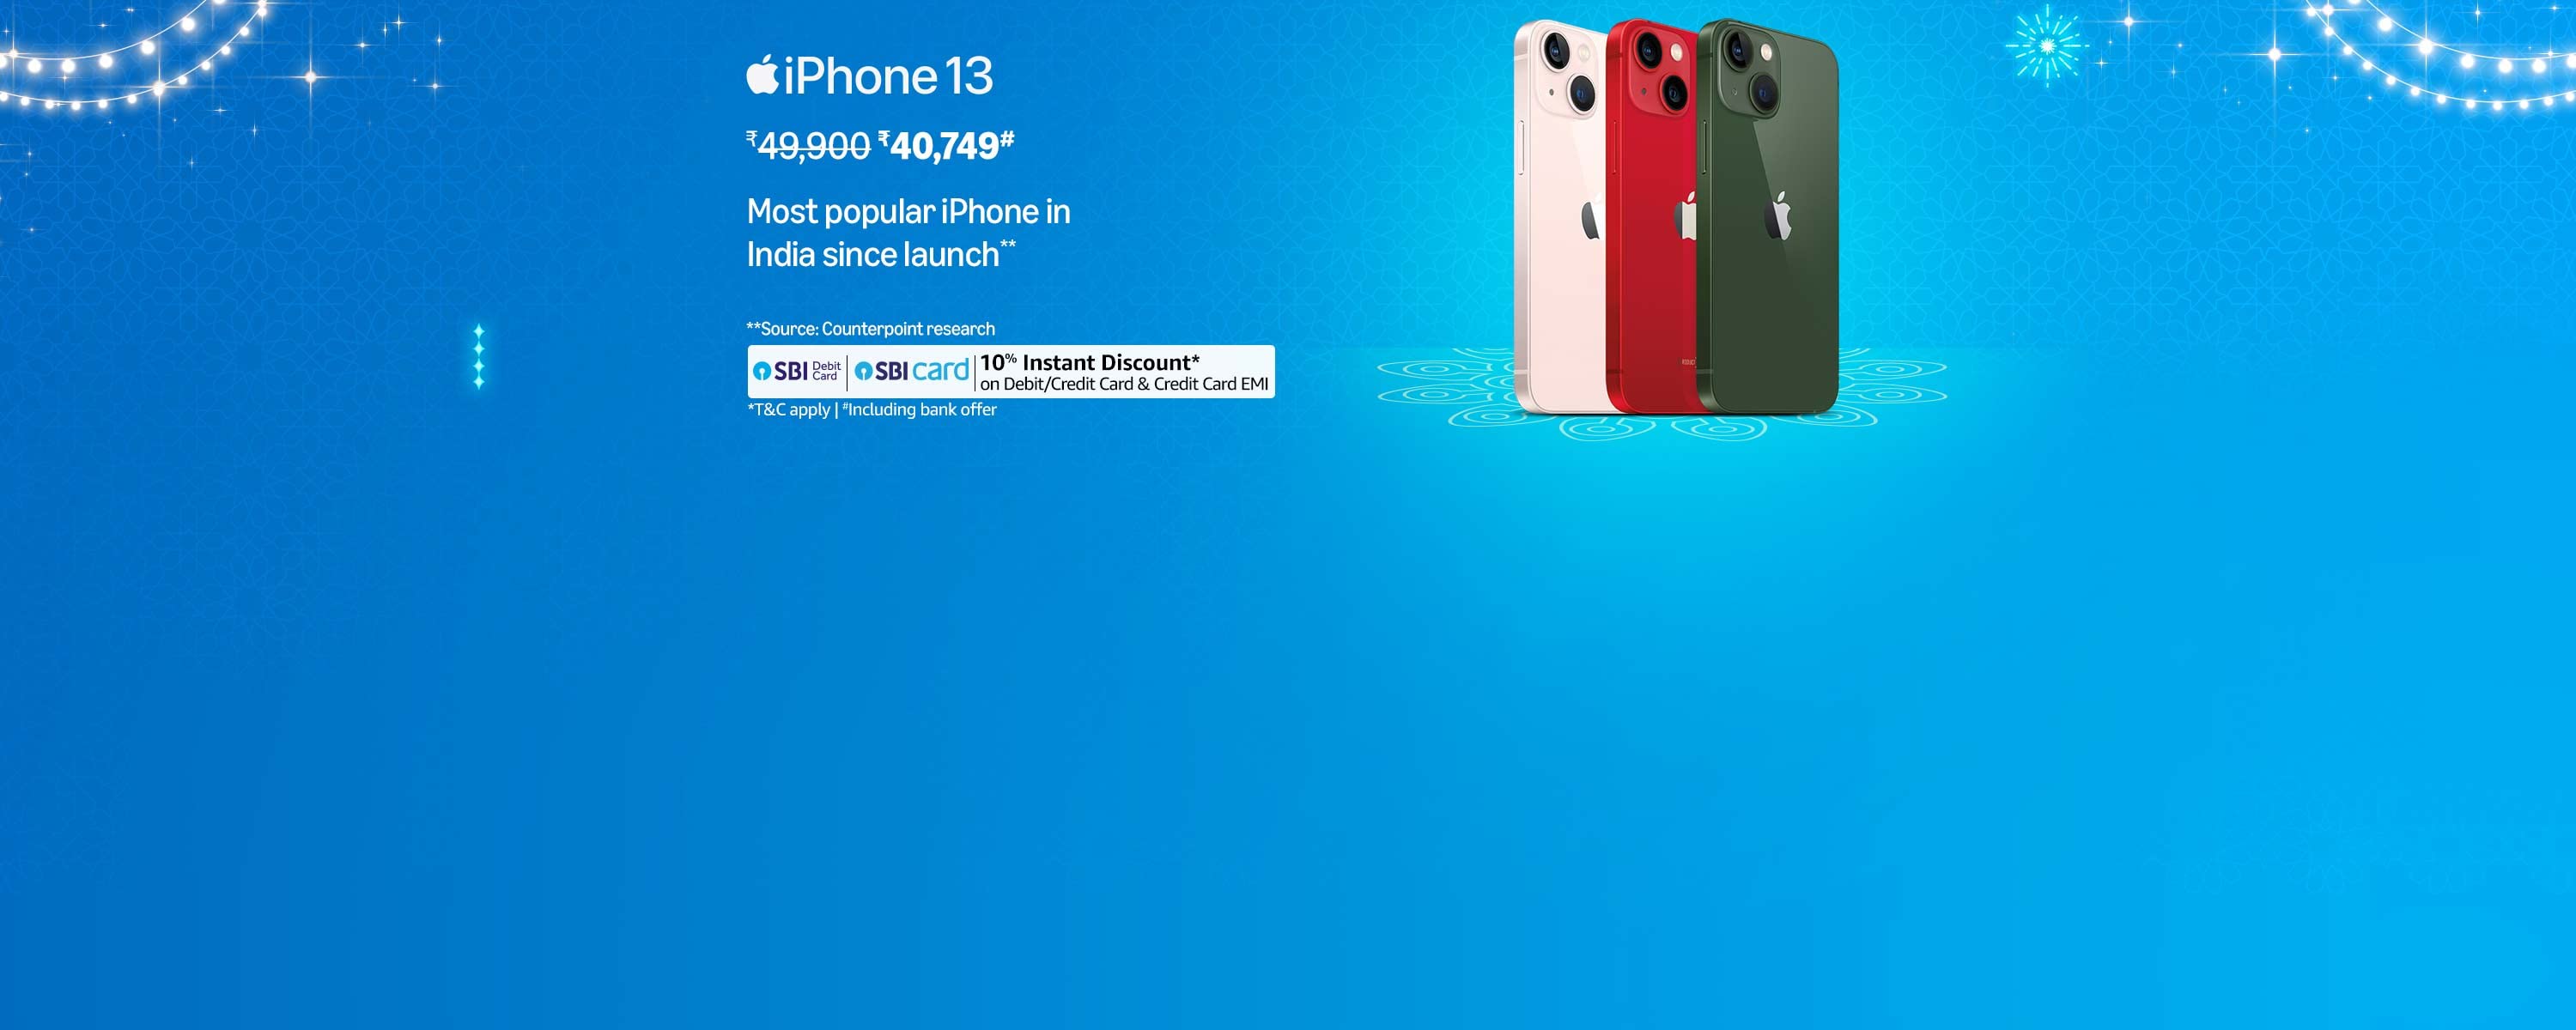 iPhone 13
₹49,900 ₹40,749#
Most popular iPhone in
India since launch**
**Source: Counterpoint research
SBI Debit Card | SBI card | 10% Instant Discount*
on Debit/Credit Card & Credit Card EMI
*T&C apply | #Including bank offer